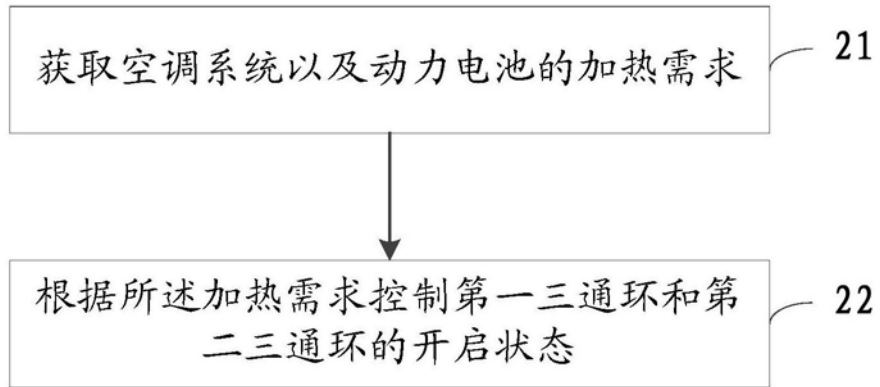 获取空调系统以及动力电池的加热需求
21
根据所述加热需求控制第一三通环和第
二三通环的开启状态
22